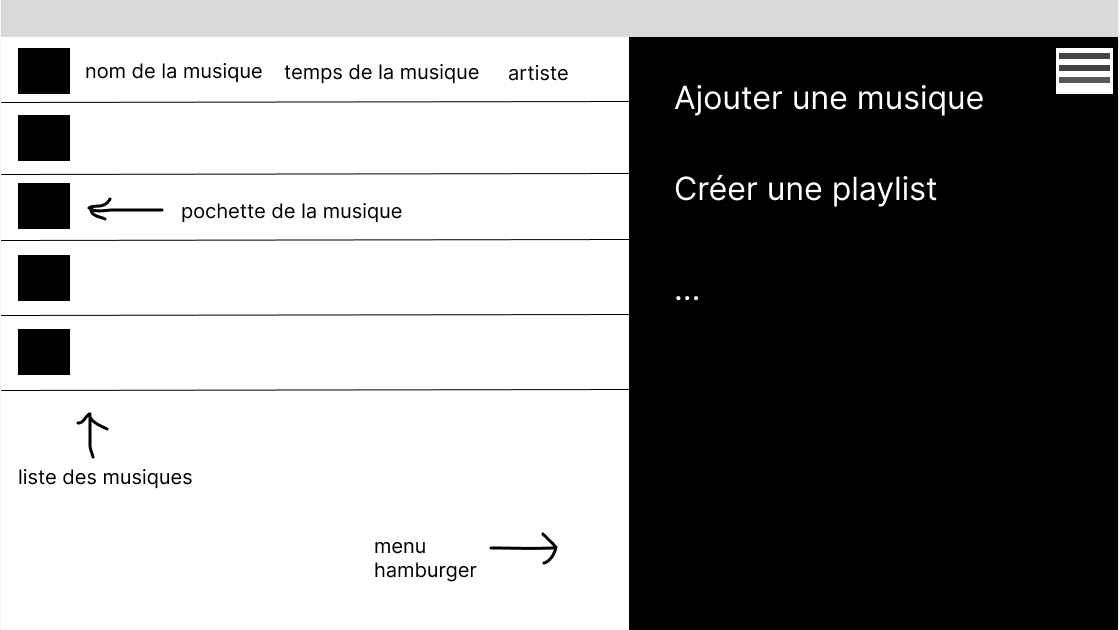 nom de la musique temps de la musique artiste
pochette de la musique
liste des musiques
menu
hamburger
Ajouter une musique
Créer une playlist
...